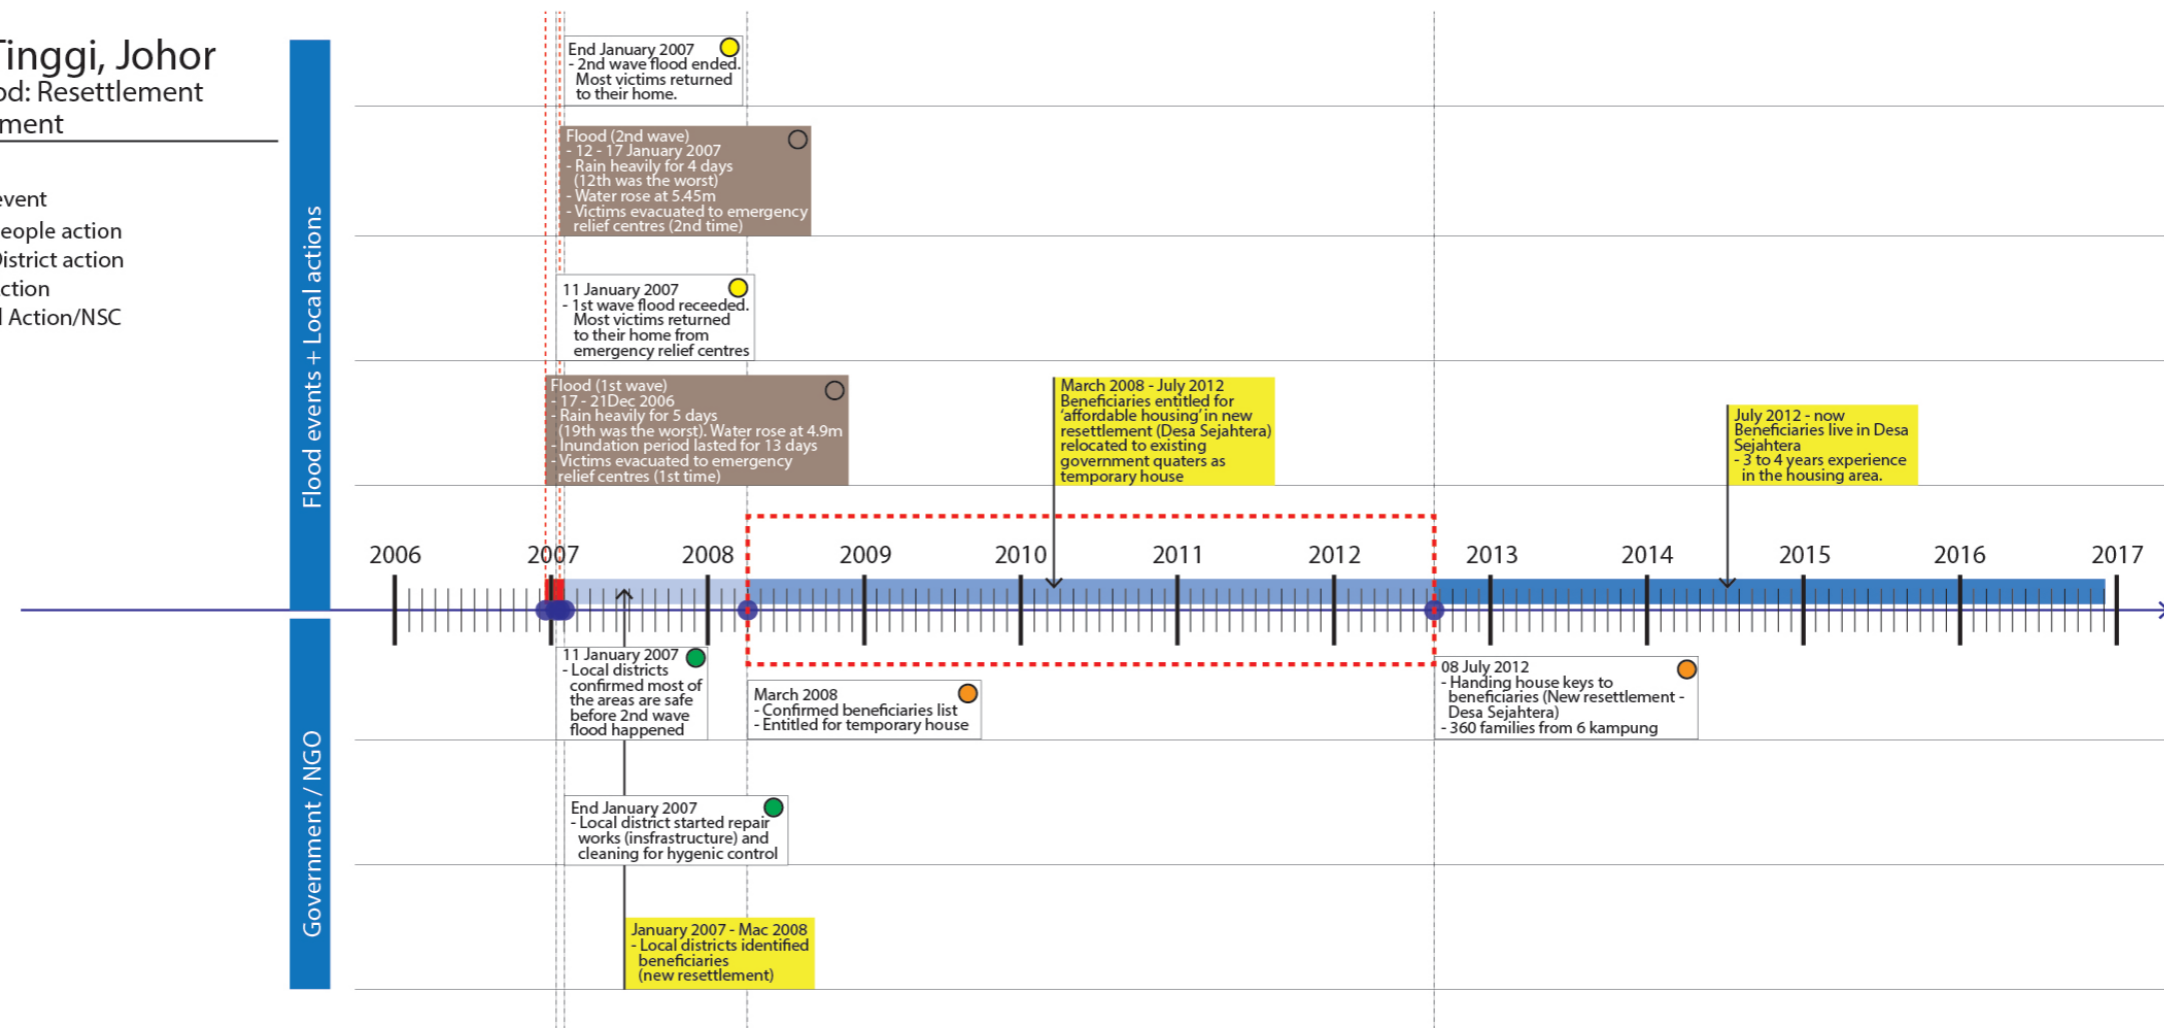 Tinggi, Johor
od: Resettlement
ment
event
eople action
District action
ction
l Action/NSC
Flood events + Local actions
Government / NGO
End January 2007
- 2nd wave flood ended.
Most victims returned
to their home.
Flood (2nd wave)
- 12 - 17 January 2007
- Rain heavily for 4 days
(12th was the worst)
- Water rose at 5.45m
- Victims evacuated to emergency
relief centres (2nd time)
11 January 2007
- 1st wave flood receeded.
Most victims returned
to their home from
emergency relief centres
Flood (1st wave)
- 17 - 21Dec 2006
- Rain heavily for 5 days
(19th was the worst). Water rose at 4.9m
- Inundation period lasted for 13 days
- Victims evacuated to emergency
relief centres (1st time)
March 2008 - July 2012
Beneficiaries entitled for
'affordable housing' in new
resettlement (Desa Sejahtera)
relocated to existing
government quaters as
temporary house
July 2012 - now
Beneficiaries live in Desa
Sejahtera
- 3 to 4 years experience
in the housing area.
2006 2007 2008 2009 2010 2011 2012 2013 2014 2015 2016 2017
11 January 2007
- Local districts
confirmed most of
the areas are safe
before 2nd wave
flood happened
March 2008
- Confirmed beneficiaries list
- Entitled for temporary house
08 July 2012
- Handing house keys to
beneficiaries (New resettlement -
Desa Sejahtera)
- 360 families from 6 kampung
End January 2007
- Local district started repair
works (insfrastructure) and
cleaning for hygenic control
January 2007 - Mac 2008
- Local districts identified
beneficiaries
(new resettlement)